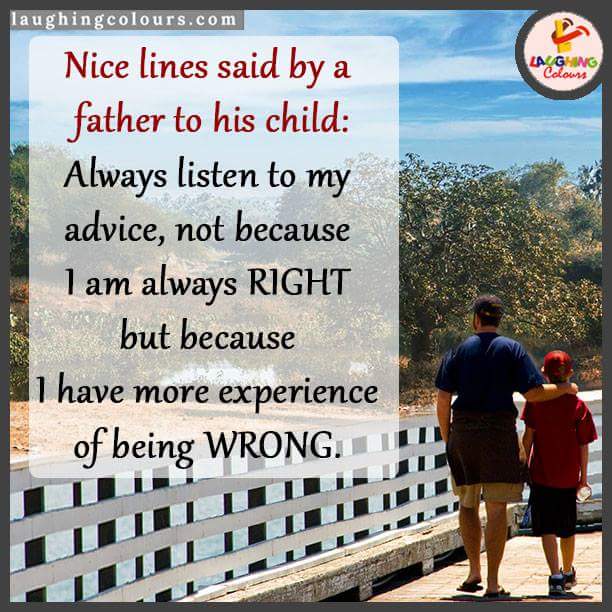 laughingcolours.com
LAUGHING
Colours
Nice lines said by a
father to his child:
Always listen to my
advice, not because
I am always RIGHT
but because
I have more experience
of being WRONG.